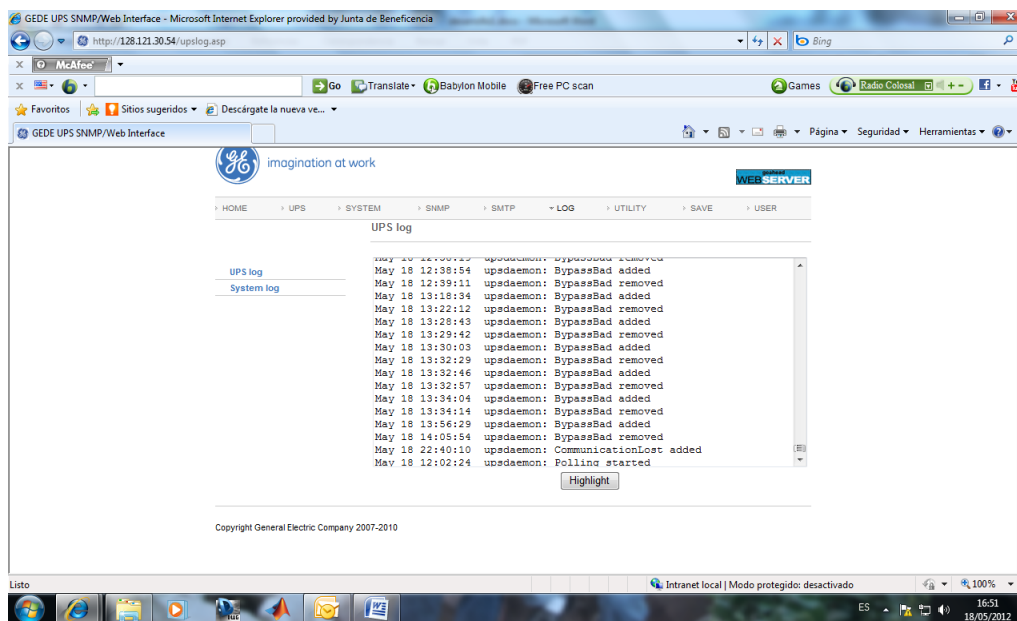 GEDE UPS SNMP/Web Interface - Microsoft Internet Explorer provided by Junta de Beneficencia
http://128.121.30.54/upslog.asp
Bing
x McAfee
x Go Translate Babylon Mobile Free PC scan Games Radio Colosal
Favoritos Sitios sugeridos Descárgate la nueva ve...
GEDE UPS SNMP/Web Interface Página Seguridad Herramientas
imagination at work
goahead
WEBSERVER
HOME UPS SYSTEM SNMP SMTP LOG UTILITY SAVE USER
UPS log
UPS log
System log
May 18 12:38:54 upsdaemon: BypassBad added
May 18 12:39:11 upsdaemon: BypassBad removed
May 18 13:18:34 upsdaemon: BypassBad added
May 18 13:22:12 upsdaemon: BypassBad removed
May 18 13:28:43 upsdaemon: BypassBad added
May 18 13:29:42 upsdaemon: BypassBad removed
May 18 13:30:03 upsdaemon: BypassBad added
May 18 13:32:29 upsdaemon: BypassBad removed
May 18 13:32:46 upsdaemon: BypassBad added
May 18 13:32:57 upsdaemon: BypassBad removed
May 18 13:34:04 upsdaemon: BypassBad added
May 18 13:34:14 upsdaemon: BypassBad removed
May 18 13:56:29 upsdaemon: BypassBad added
May 18 14:05:54 upsdaemon: BypassBad removed
May 18 22:40:10 upsdaemon: CommunicationLost added
May 18 12:02:24 upsdaemon: Polling started
Highlight
Copyright General Electric Company 2007-2010
Listo Intranet local | Modo protegido: desactivado 100%
ES 16:51
18/05/2012